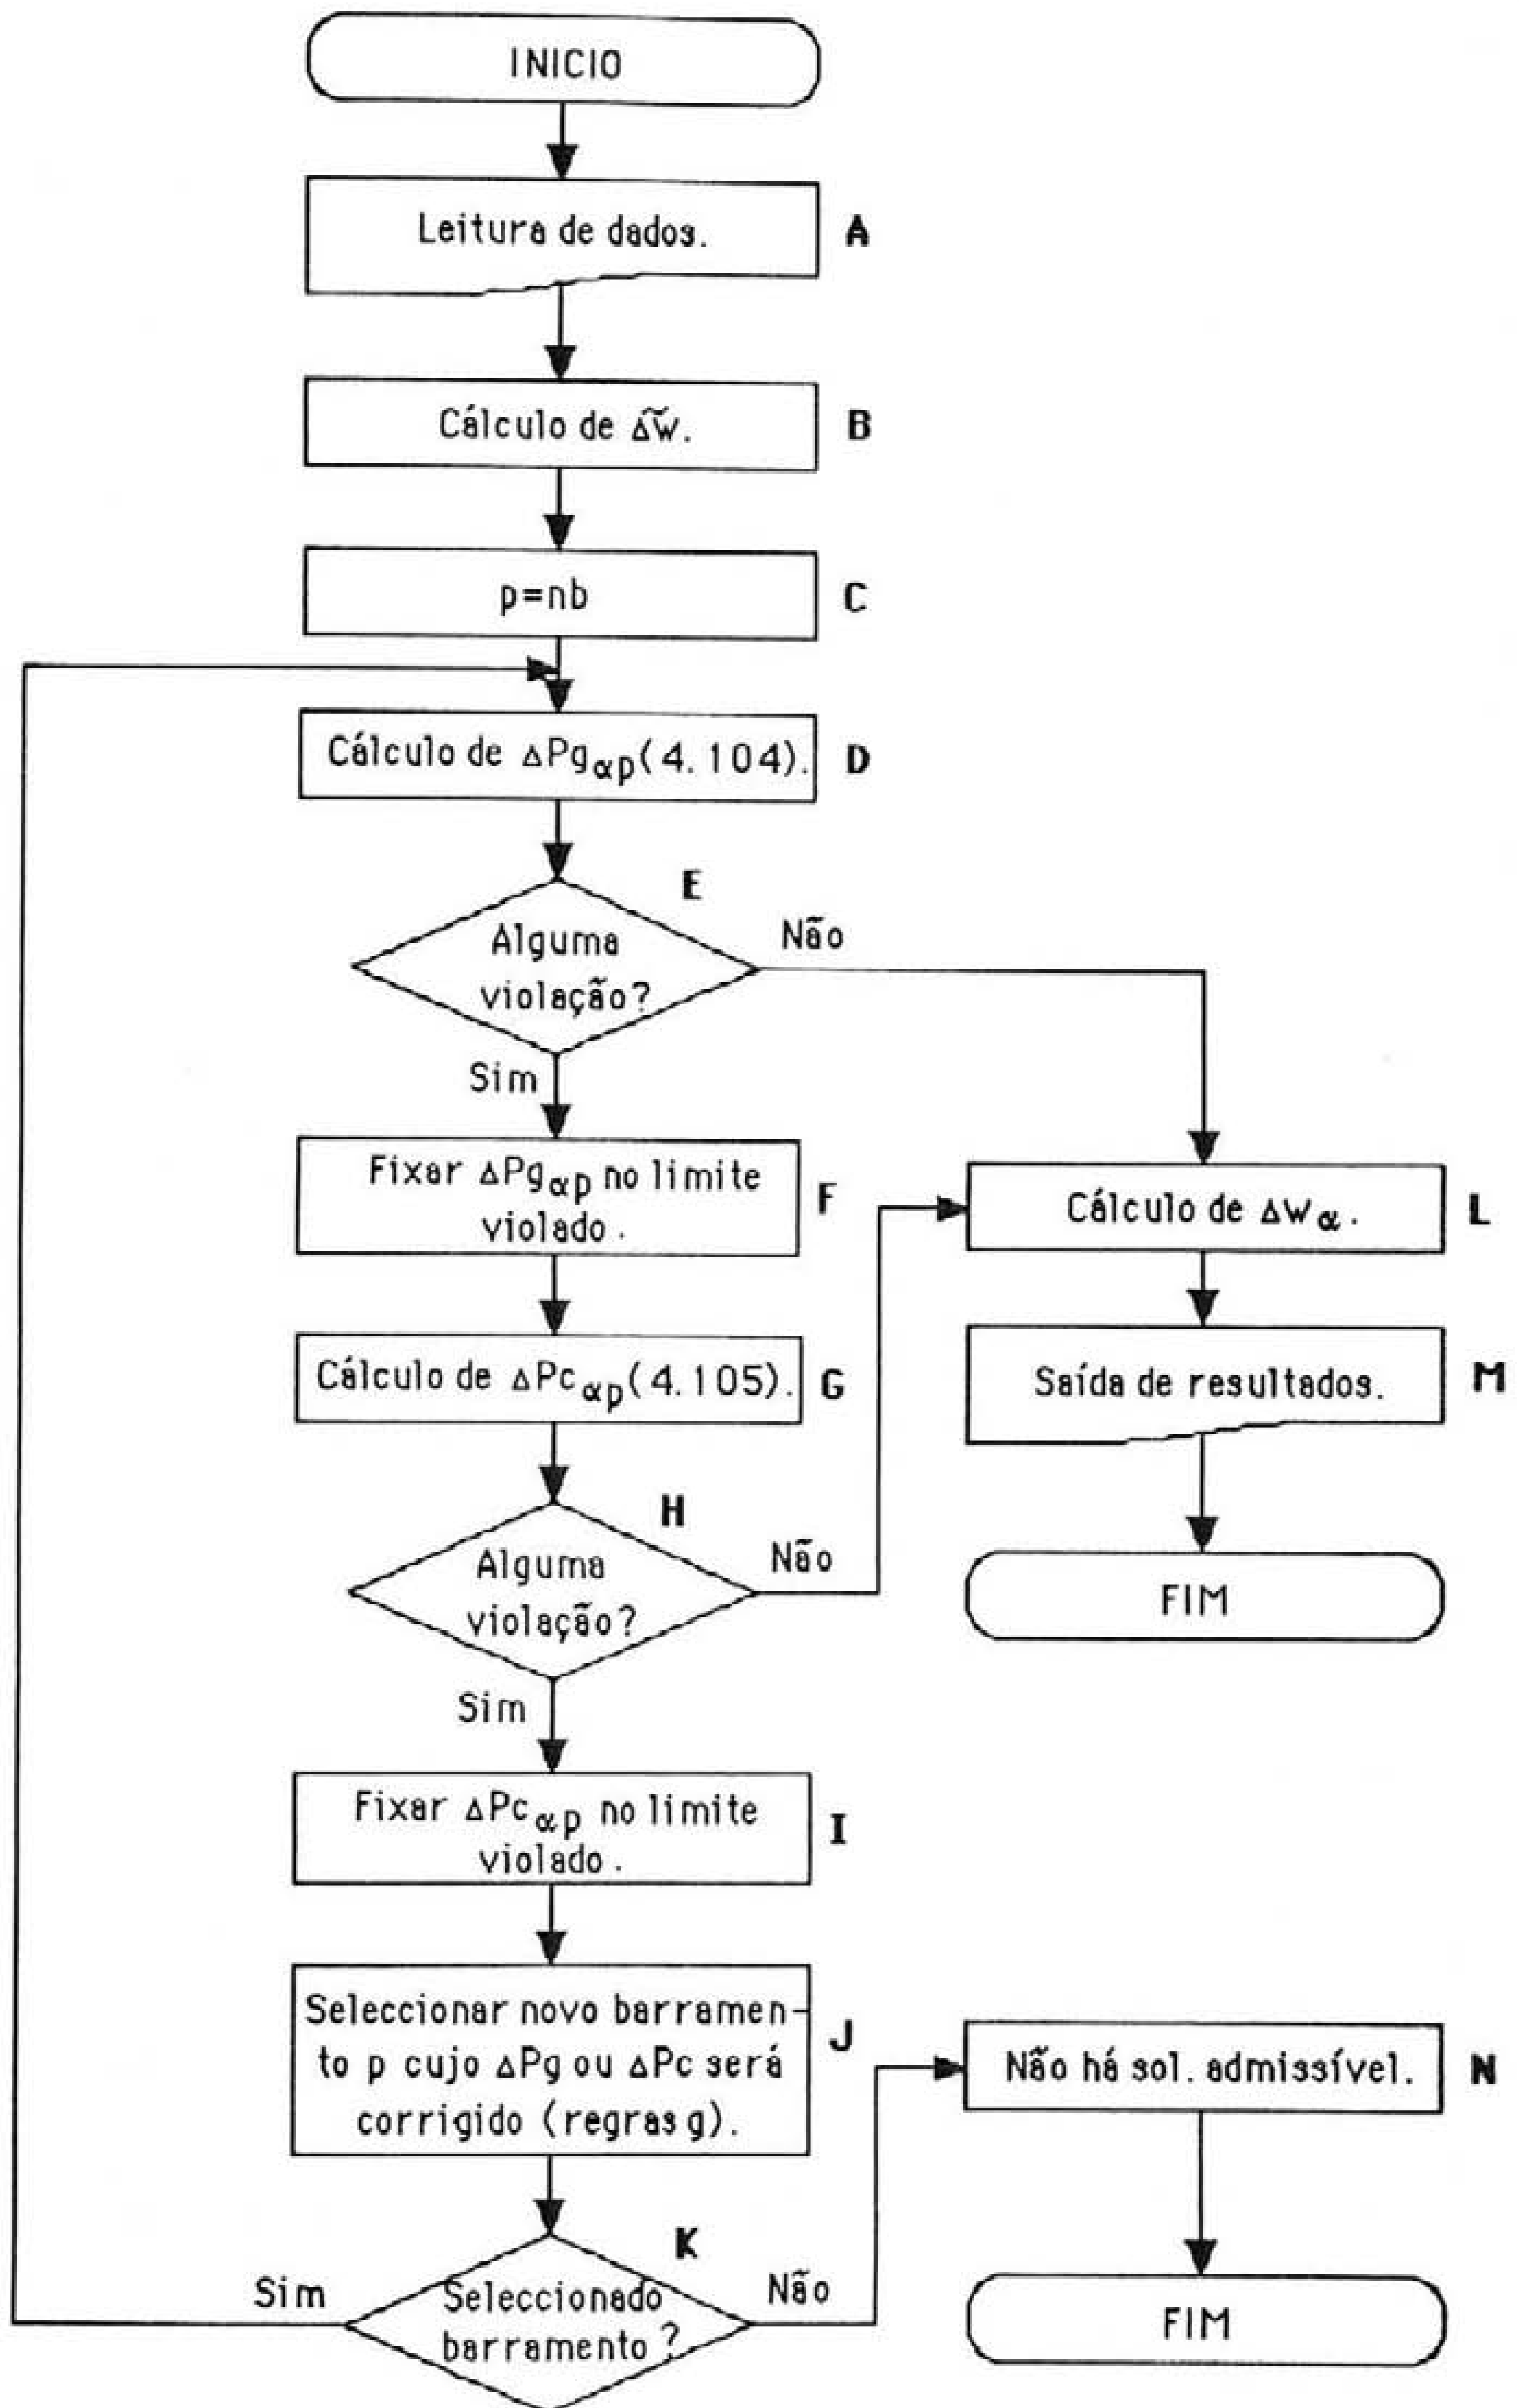 INICIO
Leitura de dados.
A
Cálculo de Δw̃.
B
p=nb
C
Cálculo de ΔPgαp(4.104).
D
E
Alguma
violação?
Não
Sim
Fixar ΔPgαp no limite
violado.
F
Cálculo de ΔPcαp(4.105).
G
H
Alguma
violação?
Não
Sim
Fixar ΔPcαp no limite
violado.
I
Seleccionar novo barramen-
to p cujo ΔPg ou ΔPc será
corrigido (regras g).
J
K
Seleccionado
barramento?
Sim
Não
Cálculo de Δwα.
L
Saída de resultados.
M
FIM
Não há sol. admissível.
N
FIM